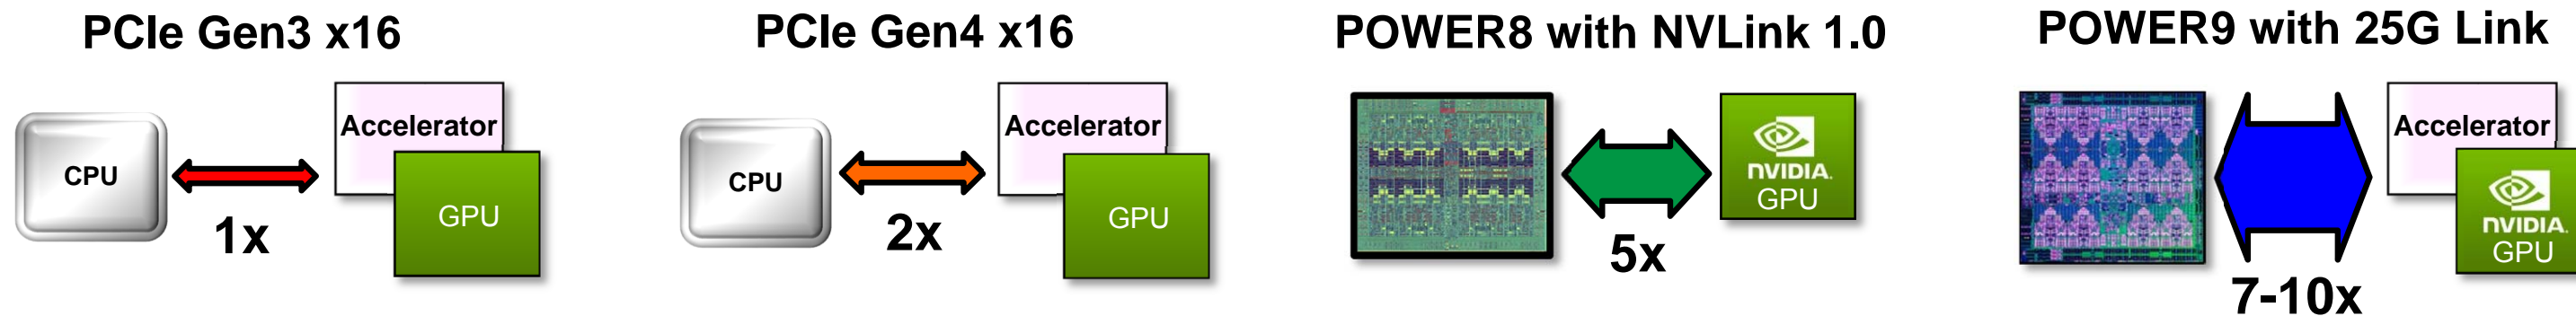 PCIe Gen3 x16
CPU
Accelerator
GPU
1x
PCIe Gen4 x16
CPU
Accelerator
GPU
2x
POWER8 with NVLink 1.0
NVIDIA.
GPU
5x
POWER9 with 25G Link
Accelerator
NVIDIA.
GPU
7-10x